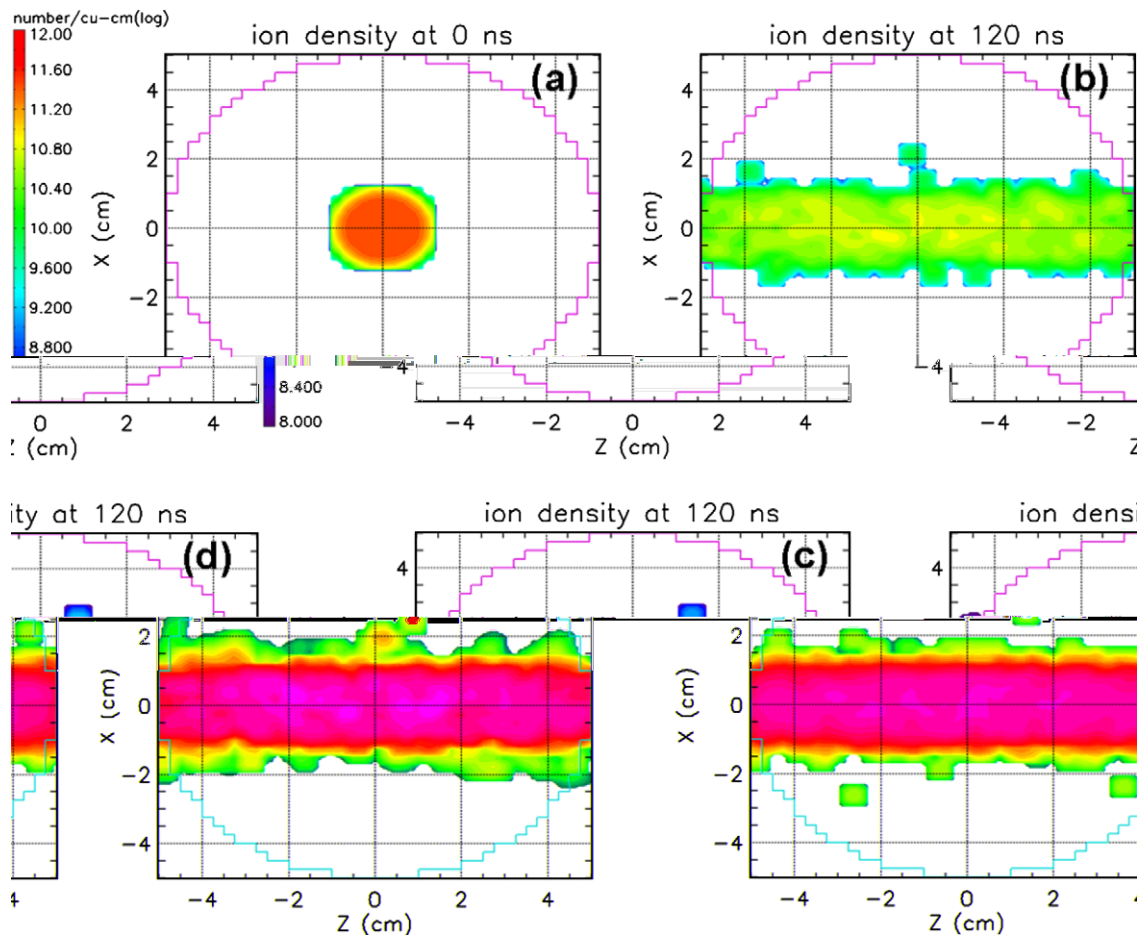 number/cu-cm(log)
12.00
11.60
11.20
10.80
10.40
10.00
9.600
9.200
8.800
8.400
8.000
ion density at 0 ns
(a)
4
2
0
−2
X (cm)
ion density at 120 ns
(b)
4
2
0
−2
X (cm)
−4
−4
0 2 4
Z (cm)
−4 −2 0 2 4
Z (cm)
−4 −2
ity at 120 ns
(d)
ion density at 120 ns
(c)
4
ion densi
4
2
0
−2
−4
X (cm)
2
0
−2
−4
X (cm)
4
−4 −2 0 2 4
Z (cm)
−4 −2 0 2
Z (cm)